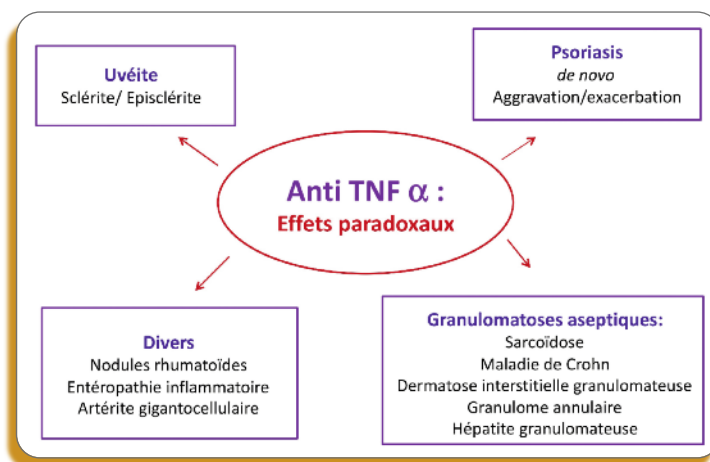 Uvéite
Sclérite/ Episclérite
Psoriasis
de novo
Aggravation/exacerbation
Anti TNF α :
Effets paradoxaux
Divers
Nodules rhumatoïdes
Entéropathie inflammatoire
Artérite gigantocellulaire
Granulomatoses aseptiques:
Sarcoïdose
Maladie de Crohn
Dermatose interstitielle granulomateuse
Granulome annulaire
Hépatite granulomateuse